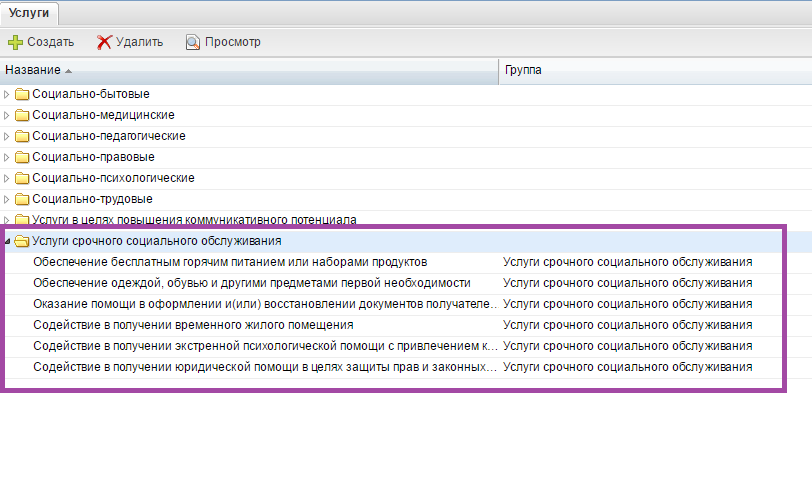 Услуги
Создать Удалить Просмотр
Название Группа
Социально-бытовые
Социально-медицинские
Социально-педагогические
Социально-правовые
Социально-психологические
Социально-трудовые
Услуги в целях повышения коммуникативного потенциала
Услуги срочного социального обслуживания
Обеспечение бесплатным горячим питанием или наборами продуктов Услуги срочного социального обслуживания
Обеспечение одеждой, обувью и другими предметами первой необходимости Услуги срочного социального обслуживания
Оказание помощи в оформлении и(или) восстановлении документов получателе... Услуги срочного социального обслуживания
Содействие в получении временного жилого помещения Услуги срочного социального обслуживания
Содействие в получении экстренной психологической помощи с привлечением к... Услуги срочного социального обслуживания
Содействие в получении юридической помощи в целях защиты прав и законных... Услуги срочного социального обслуживания